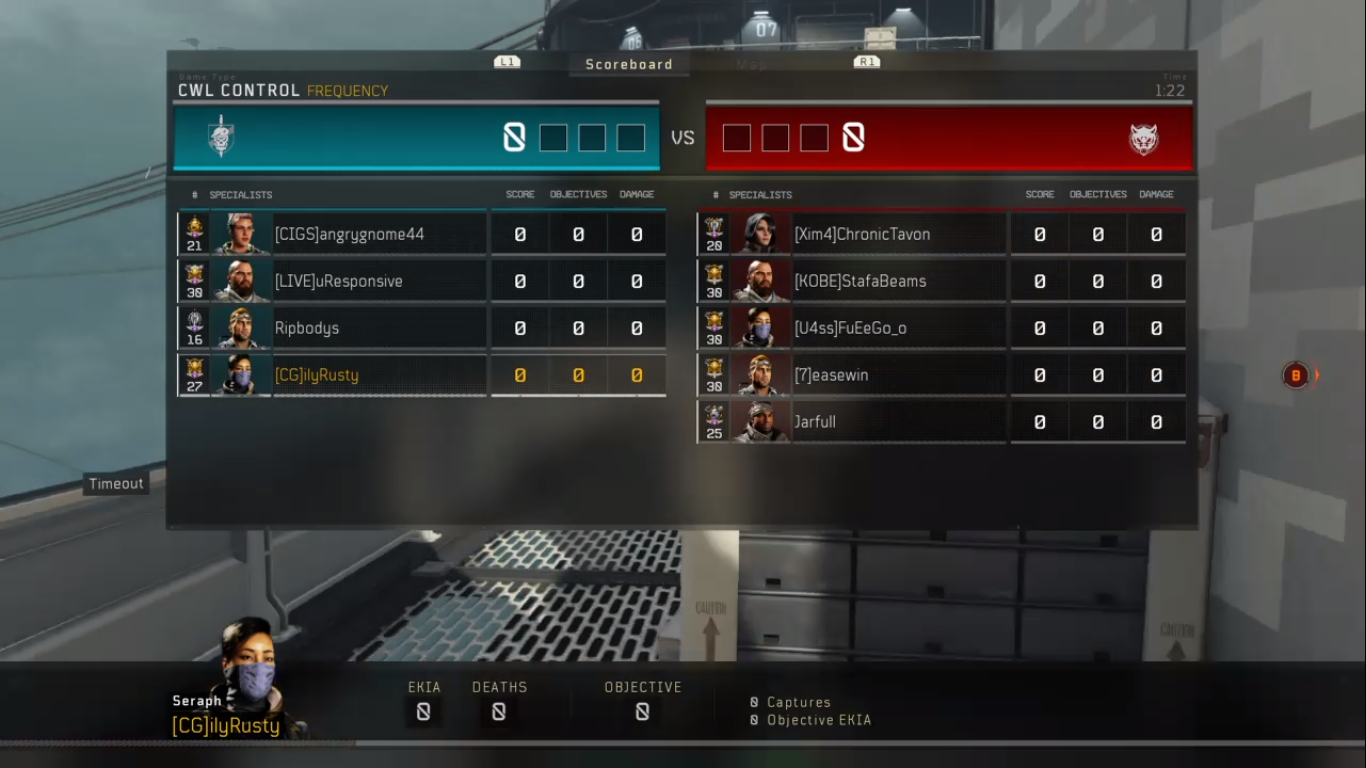 06 07
L1 Scoreboard Map R1
Game Type Time
CWL CONTROL FREQUENCY 1:22
0 VS 0
# SPECIALISTS SCORE OBJECTIVES DAMAGE # SPECIALISTS SCORE OBJECTIVES DAMAGE
21 [CIGS]angrygnome44 0 0 0 20 [Xim4]ChronicTavon 0 0 0
30 [LIVE]uResponsive 0 0 0 30 [KOBE]StafaBeams 0 0 0
16 Ripbodys 0 0 0 30 [U4ss]FuEeGo_o 0 0 0
27 [CG]ilyRusty 0 0 0 30 [7]easewin 0 0 0
B
25 Jarfull 0 0 0
Timeout
CAUTION
CAUTION
EKIA DEATHS OBJECTIVE
Seraph 0 0 0 0 Captures
[CG]ilyRusty 0 Objective EKIA